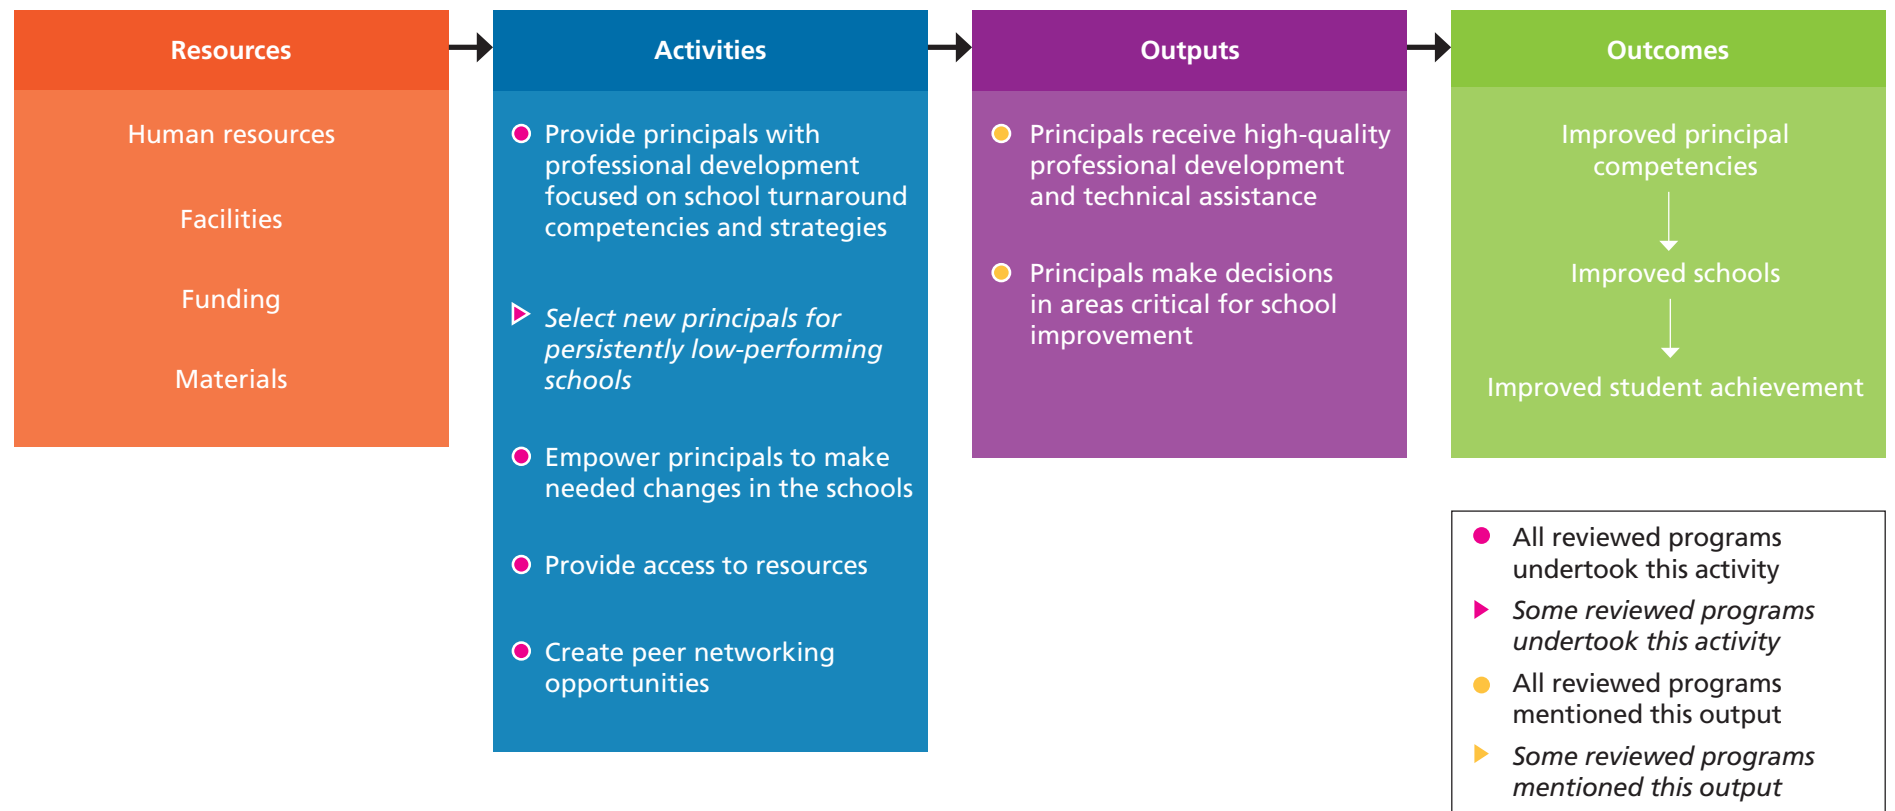 Resources
Human resources
Facilities
Funding
Materials
Activities
Provide principals with
professional development
focused on school turnaround
competencies and strategies
Select new principals for
persistently low-performing
schools
Empower principals to make
needed changes in the schools
Provide access to resources
Create peer networking
opportunities
Outputs
Principals receive high-quality
professional development
and technical assistance
Principals make decisions
in areas critical for school
improvement
Outcomes
Improved principal
competencies
Improved schools
Improved student achievement
All reviewed programs
undertook this activity
Some reviewed programs
undertook this activity
All reviewed programs
mentioned this output
Some reviewed programs
mentioned this output